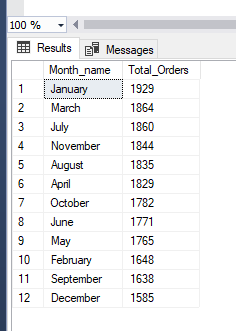 100 %
Results Messages
Month_name Total_Orders
1 January 1929
2 March 1864
3 July 1860
4 November 1844
5 August 1835
6 April 1829
7 October 1782
8 June 1771
9 May 1765
10 February 1648
11 September 1638
12 December 1585